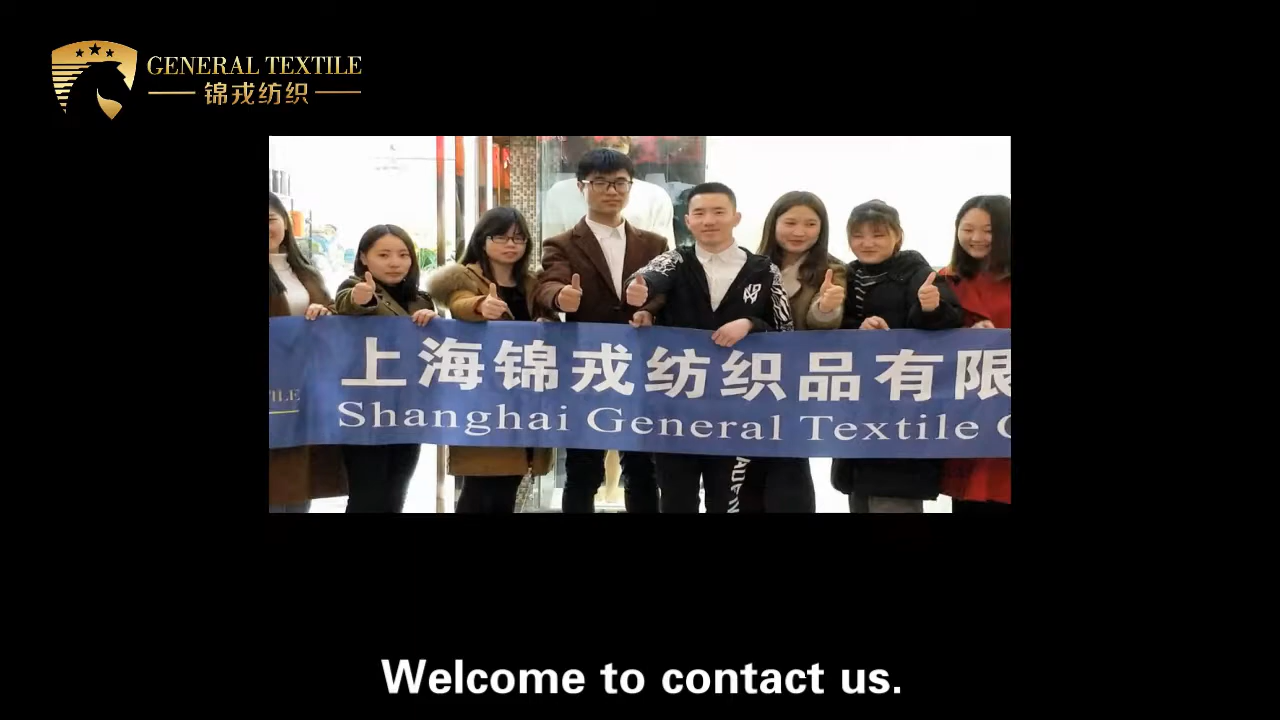 GENERAL TEXTILE
锦戎纺织
上海锦戎纺织品有限
TILE
Shanghai General Textile C
Welcome to contact us.